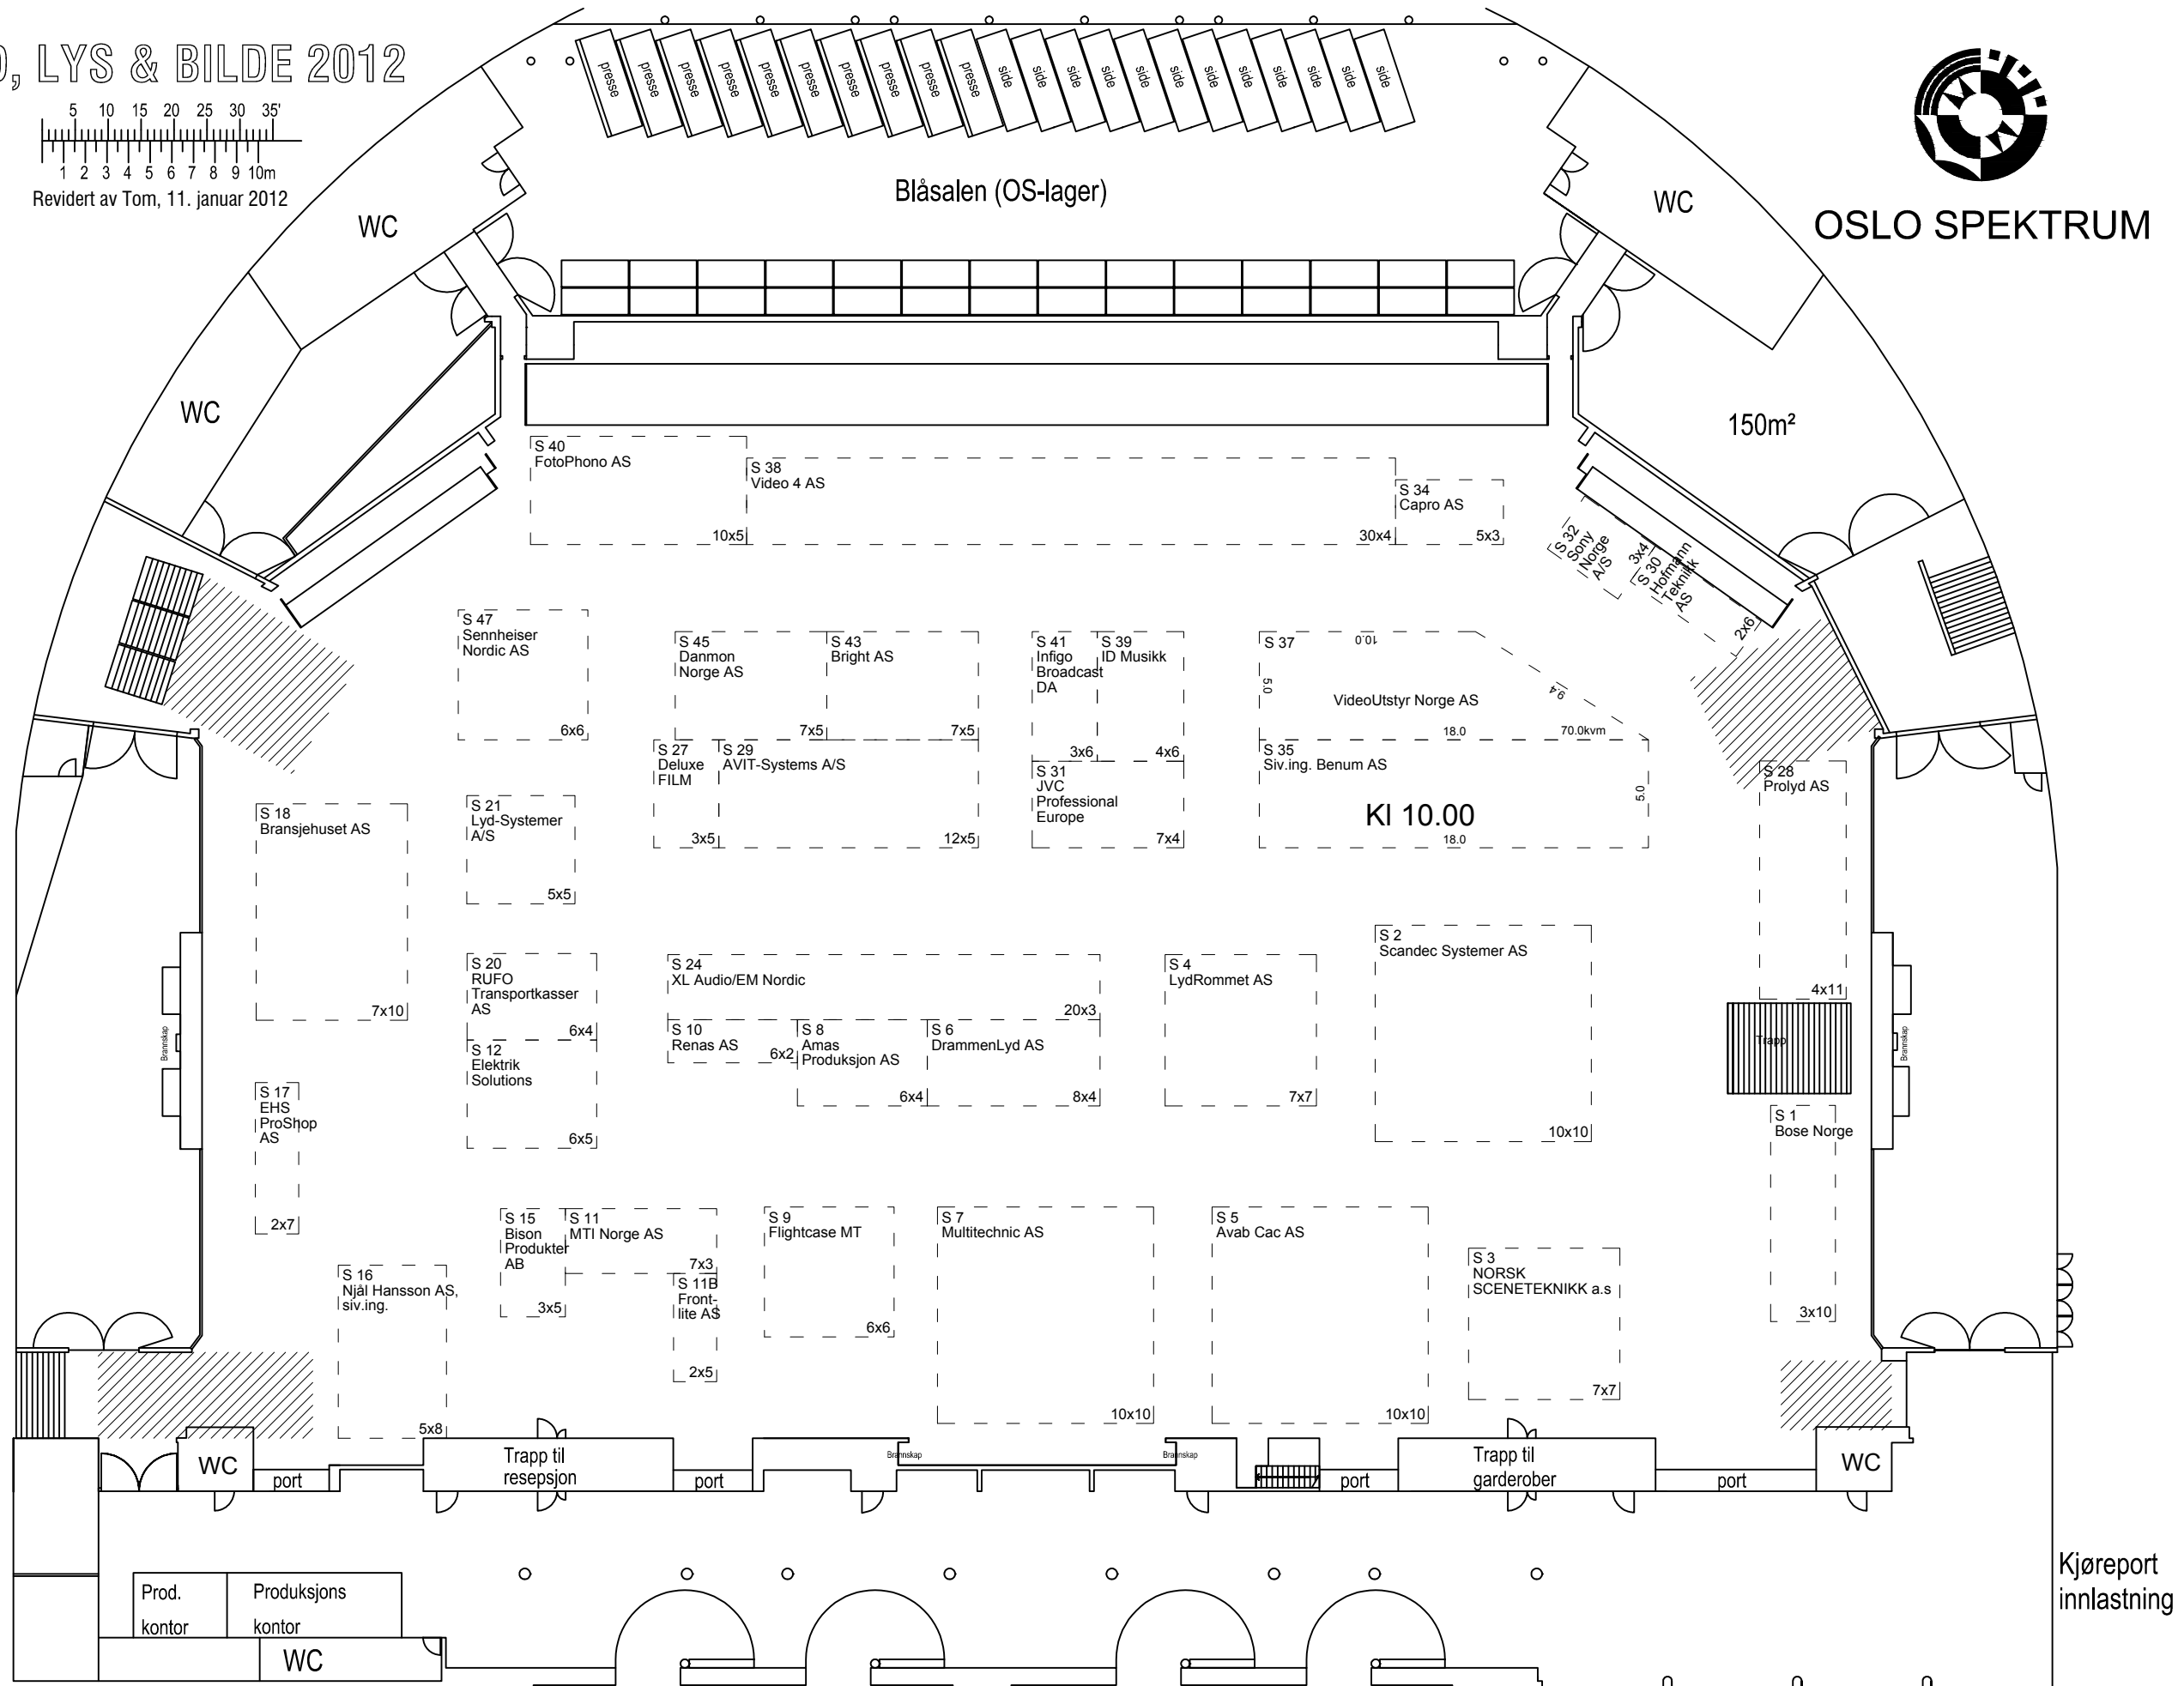 , LYS & BILDE 2012
5 10 15 20 25 30 35'
1 2 3 4 5 6 7 8 9 10m
Revidert av Tom, 11. januar 2012
OSLO SPEKTRUM
presse presse presse presse presse presse presse presse presse presse side side side side side side side side side side side side
Blåsalen (OS-lager)
WC
WC
WC
150m²
S 40
FotoPhono AS
10x5
S 38
Video 4 AS
30x4
S 34
Capro AS
5x3
S 32
Sony
Norge
A/S
3x4
S 30
Hofmann
Teknikk
AS
2x6
S 47
Sennheiser
Nordic AS
6x6
S 45
Danmon
Norge AS
7x5
S 43
Bright AS
7x5
S 41
Infigo
Broadcast
DA
3x6
S 39
ID Musikk
4x6
S 37
10.0
5.0
9.4
VideoUtstyr Norge AS
18.0
70.0kvm
S 27
Deluxe
FILM
3x5
S 29
AVIT-Systems A/S
12x5
S 31
JVC
Professional
Europe
7x4
S 35
Siv.ing. Benum AS
Kl 10.00
18.0
5.0
S 28
Prolyd AS
4x11
S 18
Bransjehuset AS
7x10
S 21
Lyd-Systemer
A/S
5x5
S 20
RUFO
Transportkasser
AS
6x4
S 12
Elektrik
Solutions
6x5
S 24
XL Audio/EM Nordic
20x3
S 10
Renas AS
6x2
S 8
Amas
Produksjon AS
6x4
S 6
DrammenLyd AS
8x4
S 4
LydRommet AS
7x7
S 2
Scandec Systemer AS
10x10
Trapp
Brannskap
Brannskap
S 17
EHS
ProShop
AS
2x7
S 1
Bose Norge
3x10
S 16
Njål Hansson AS,
siv.ing.
5x8
S 15
Bison
Produkter
AB
3x5
S 11
MTI Norge AS
7x3
S 11B
Front-
lite AS
2x5
S 9
Flightcase MT
6x6
S 7
Multitechnic AS
10x10
S 5
Avab Cac AS
10x10
S 3
NORSK
SCENETEKNIKK a.s
7x7
WC
port
Trapp til
resepsjon
port
Brannskap
Brannskap
port
Trapp til
garderober
port
WC
Prod.
kontor
Produksjons
kontor
WC
Kjøreport
innlastning